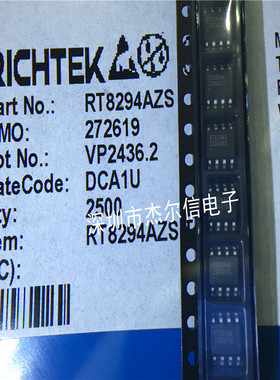 RICHTEK
art No.: RT8294AZS
MO: 272619
ot No.: VP2436.2
ateCode: DCA1U
ty: 2500
em: RT8294AZS
C):
深圳市杰尔信电子